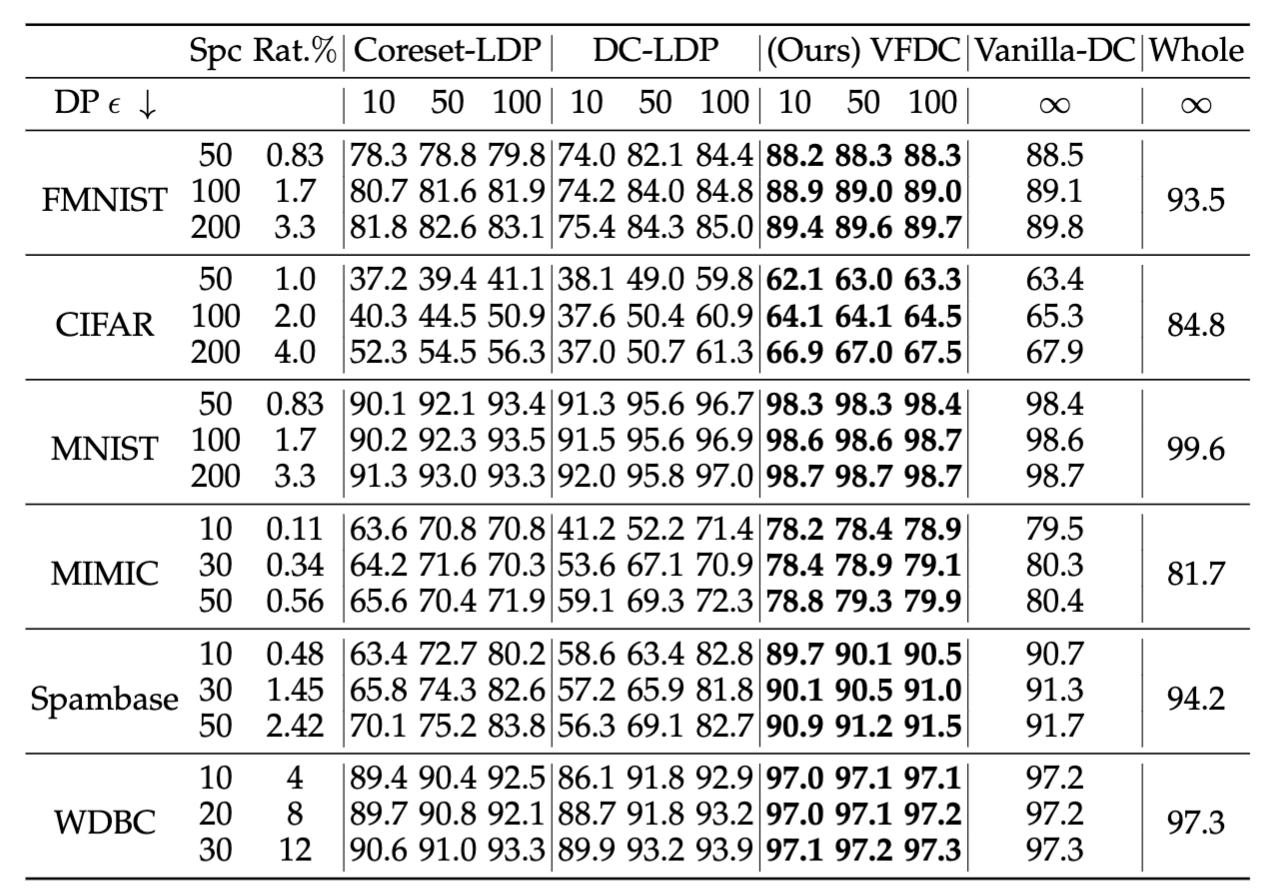 Spc Rat.% Coreset-LDP DC-LDP (Ours) VFDC Vanilla-DC Whole
DP ϵ ↓ 10 50 100 10 50 100 10 50 100 ∞ ∞
50 0.83 78.3 78.8 79.8 74.0 82.1 84.4 88.2 88.3 88.3 88.5
FMNIST 100 1.7 80.7 81.6 81.9 74.2 84.0 84.8 88.9 89.0 89.0 89.1 93.5
200 3.3 81.8 82.6 83.1 75.4 84.3 85.0 89.4 89.6 89.7 89.8
50 1.0 37.2 39.4 41.1 38.1 49.0 59.8 62.1 63.0 63.3 63.4
CIFAR 100 2.0 40.3 44.5 50.9 37.6 50.4 60.9 64.1 64.1 64.5 65.3 84.8
200 4.0 52.3 54.5 56.3 37.0 50.7 61.3 66.9 67.0 67.5 67.9
50 0.83 90.1 92.1 93.4 91.3 95.6 96.7 98.3 98.3 98.4 98.4
MNIST 100 1.7 90.2 92.3 93.5 91.5 95.6 96.9 98.6 98.6 98.7 98.6 99.6
200 3.3 91.3 93.0 93.3 92.0 95.8 97.0 98.7 98.7 98.7 98.7
10 0.11 63.6 70.8 70.8 41.2 52.2 71.4 78.2 78.4 78.9 79.5
MIMIC 30 0.34 64.2 71.6 70.3 53.6 67.1 70.9 78.4 78.9 79.1 80.3 81.7
50 0.56 65.6 70.4 71.9 59.1 69.3 72.3 78.8 79.3 79.9 80.4
10 0.48 63.4 72.7 80.2 58.6 63.4 82.8 89.7 90.1 90.5 90.7
Spambase 30 1.45 65.8 74.3 82.6 57.2 65.9 81.8 90.1 90.5 91.0 91.3 94.2
50 2.42 70.1 75.2 83.8 56.3 69.1 82.7 90.9 91.2 91.5 91.7
10 4 89.4 90.4 92.5 86.1 91.8 92.9 97.0 97.1 97.1 97.2
WDBC 20 8 89.7 90.8 92.1 88.7 91.8 93.2 97.0 97.1 97.2 97.2 97.3
30 12 90.6 91.0 93.3 89.9 93.2 93.9 97.1 97.2 97.3 97.3